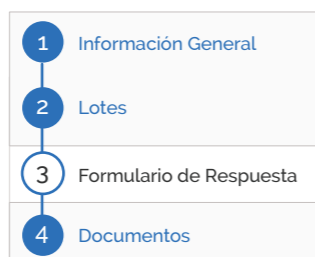 1 Información General
2 Lotes
3 Formulario de Respuesta
4 Documentos